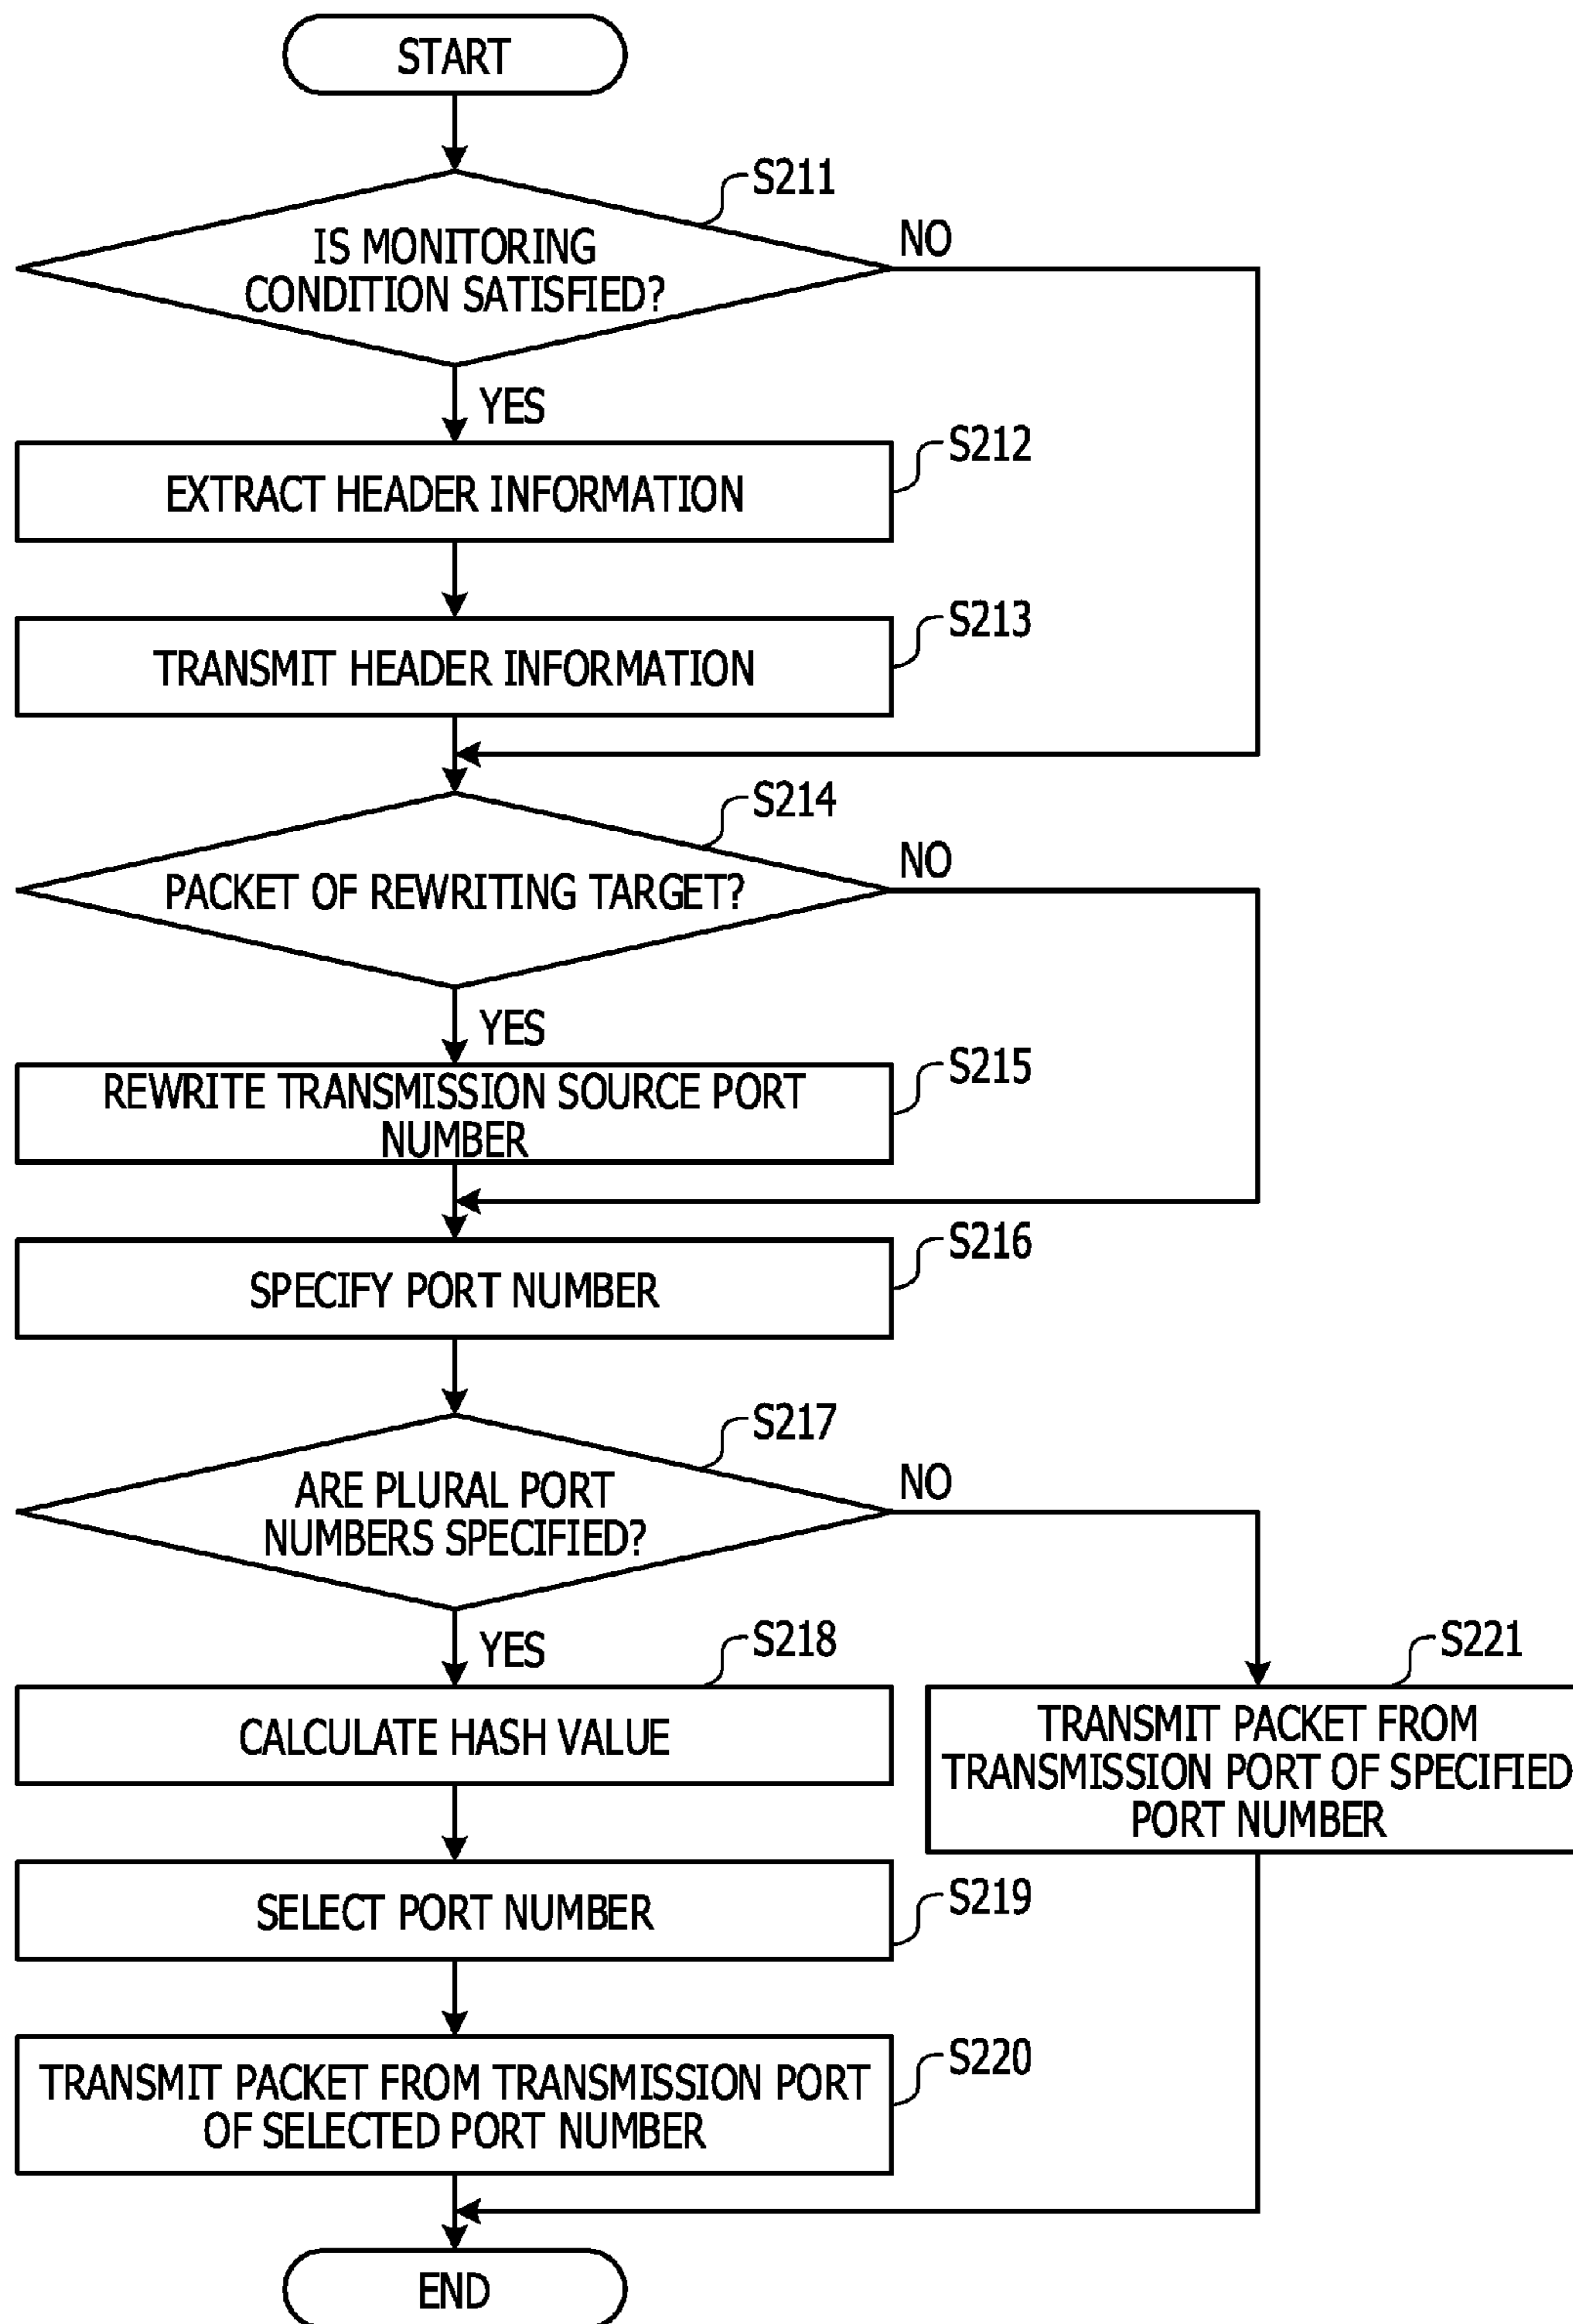 START
S211
IS MONITORING
CONDITION SATISFIED?
NO
YES
S212
EXTRACT HEADER INFORMATION
S213
TRANSMIT HEADER INFORMATION
S214
PACKET OF REWRITING TARGET?
NO
YES
S215
REWRITE TRANSMISSION SOURCE PORT
NUMBER
S216
SPECIFY PORT NUMBER
S217
ARE PLURAL PORT
NUMBERS SPECIFIED?
NO
YES
S218
CALCULATE HASH VALUE
S221
TRANSMIT PACKET FROM
TRANSMISSION PORT OF SPECIFIED
PORT NUMBER
S219
SELECT PORT NUMBER
S220
TRANSMIT PACKET FROM TRANSMISSION PORT
OF SELECTED PORT NUMBER
END